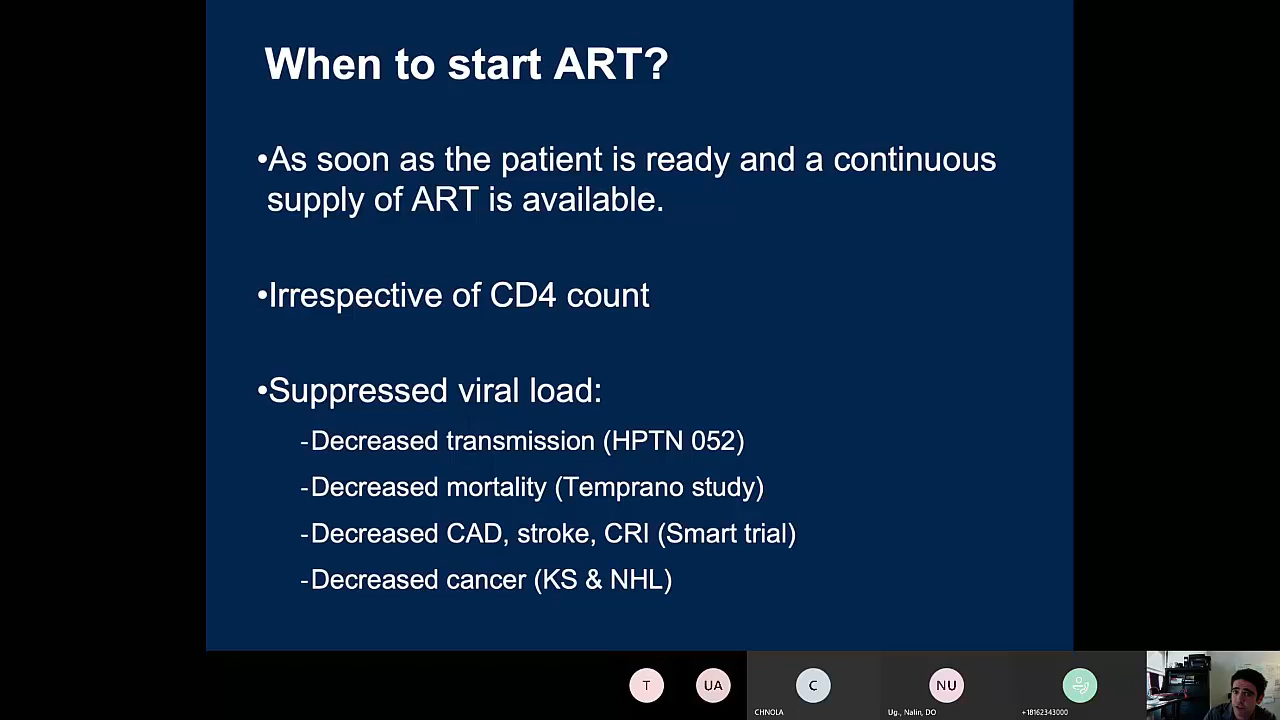 When to start ART?
•As soon as the patient is ready and a continuous
supply of ART is available.
•Irrespective of CD4 count
•Suppressed viral load:
-Decreased transmission (HPTN 052)
-Decreased mortality (Temprano study)
-Decreased CAD, stroke, CRI (Smart trial)
-Decreased cancer (KS & NHL)
T
UA
C
NU
CHNOLA
Ug., Nalin, DO
+18162343000